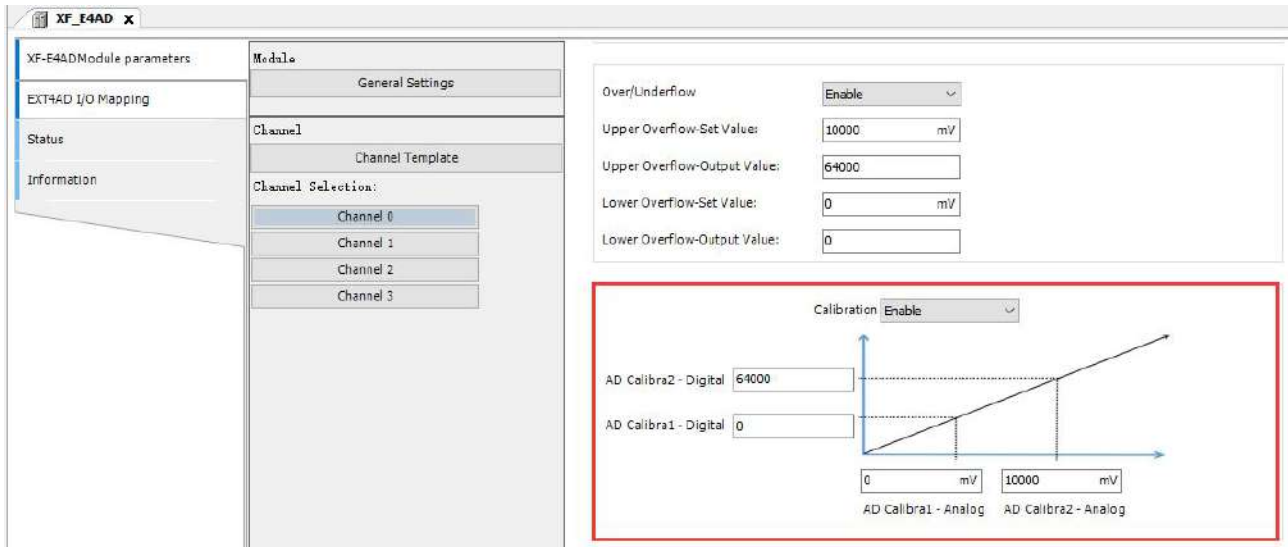 XF_E4AD x
XF-E4ADModule parameters
EXT4AD I/O Mapping
Status
Information
Module
General Settings
Channel
Channel Template
Channel Selection:
Channel 0
Channel 1
Channel 2
Channel 3
Over/Underflow Enable
Upper Overflow-Set Value: 10000 mV
Upper Overflow-Output Value: 64000
Lower Overflow-Set Value: 0 mV
Lower Overflow-Output Value: 0
Calibration Enable
AD Calibra2 - Digital 64000
AD Calibra1 - Digital 0
0 mV 10000 mV
AD Calibra1 - Analog AD Calibra2 - Analog